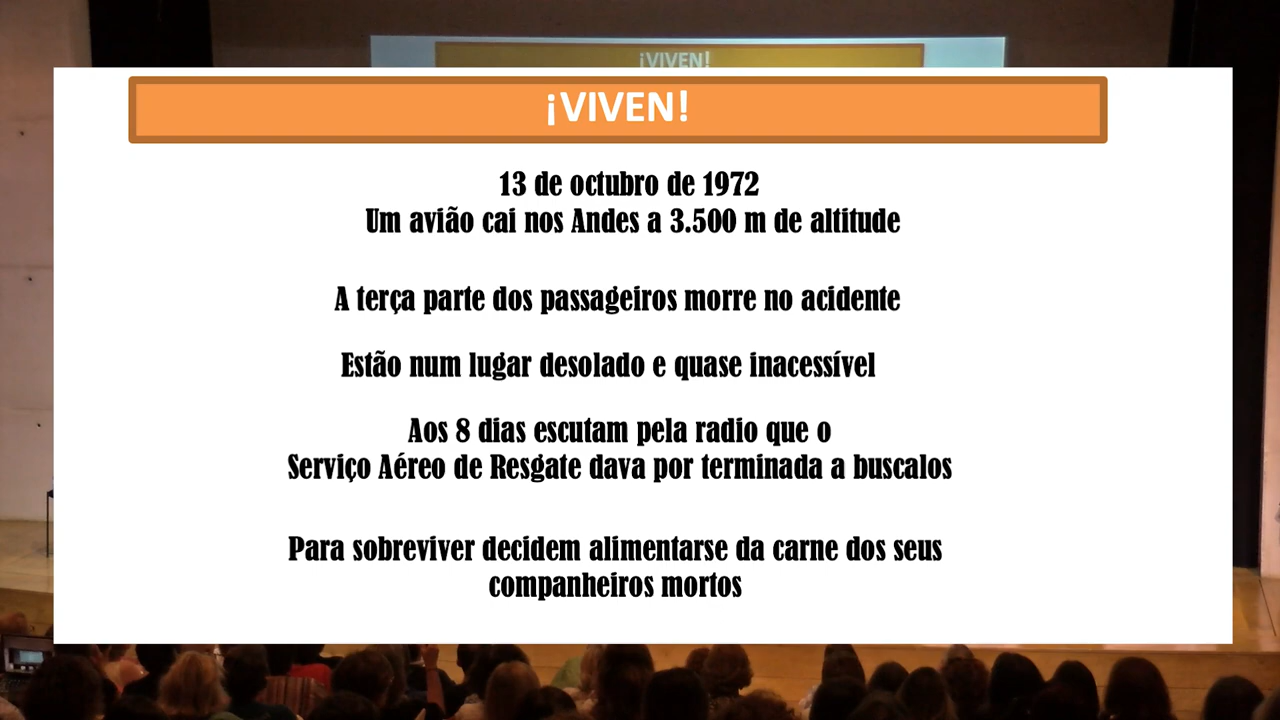 ¡VIVEN!
¡VIVEN!
13 de octubro de 1972
Um avião cai nos Andes a 3.500 m de altitude
A terça parte dos passageiros morre no acidente
Estão num lugar desolado e quase inacessível
Aos 8 dias escutam pela radio que o
Serviço Aéreo de Resgate dava por terminada a buscalos
Para sobreviver decidem alimentarse da carne dos seus
companheiros mortos